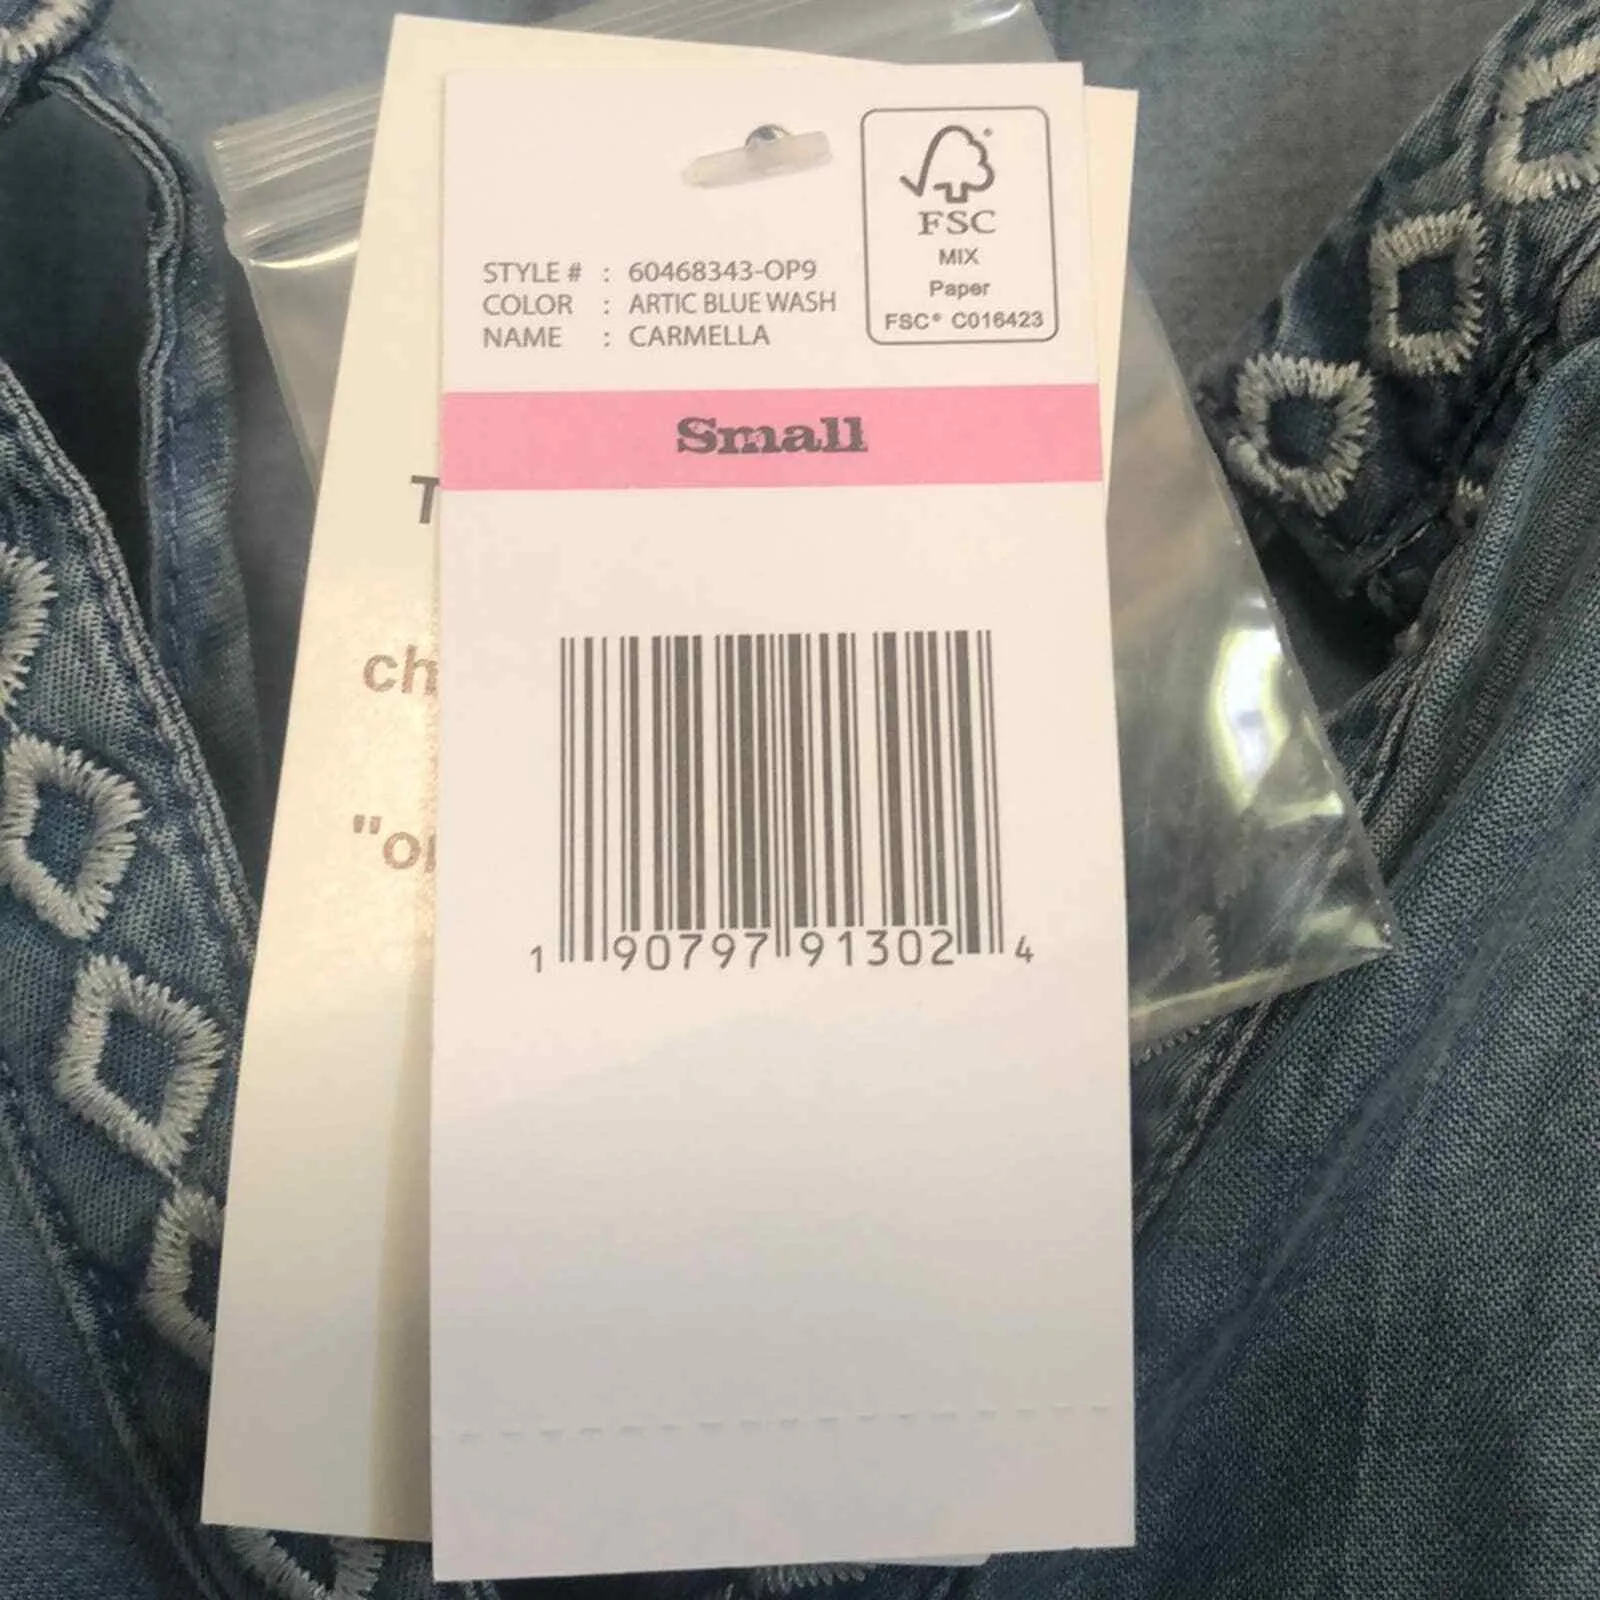 FSC
MIX
Paper
FSC® C016423
STYLE # : 60468343-OP9
COLOR : ARTIC BLUE WASH
NAME : CARMELLA
Small
1 90797 91302 4